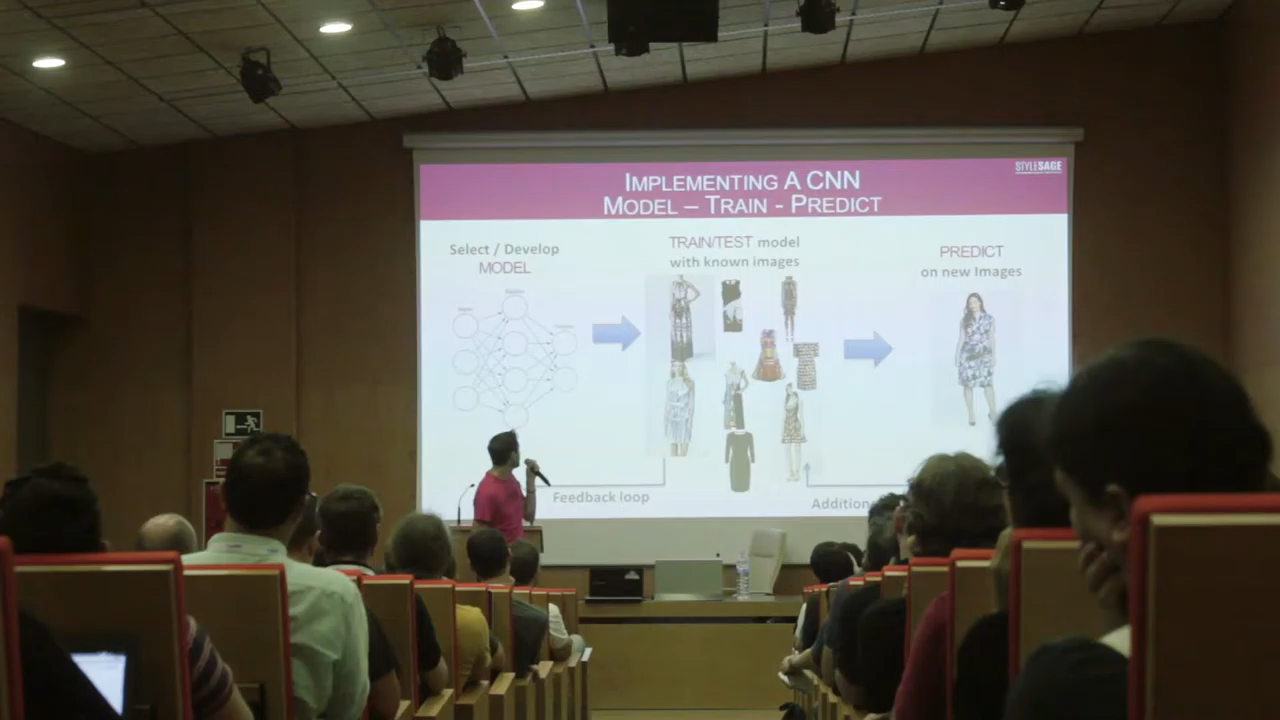 STYLESAGE
IMPLEMENTING A CNN
MODEL – TRAIN - PREDICT
Select / Develop
MODEL
TRAIN/TEST model
with known images
PREDICT
on new Images
Feedback loop